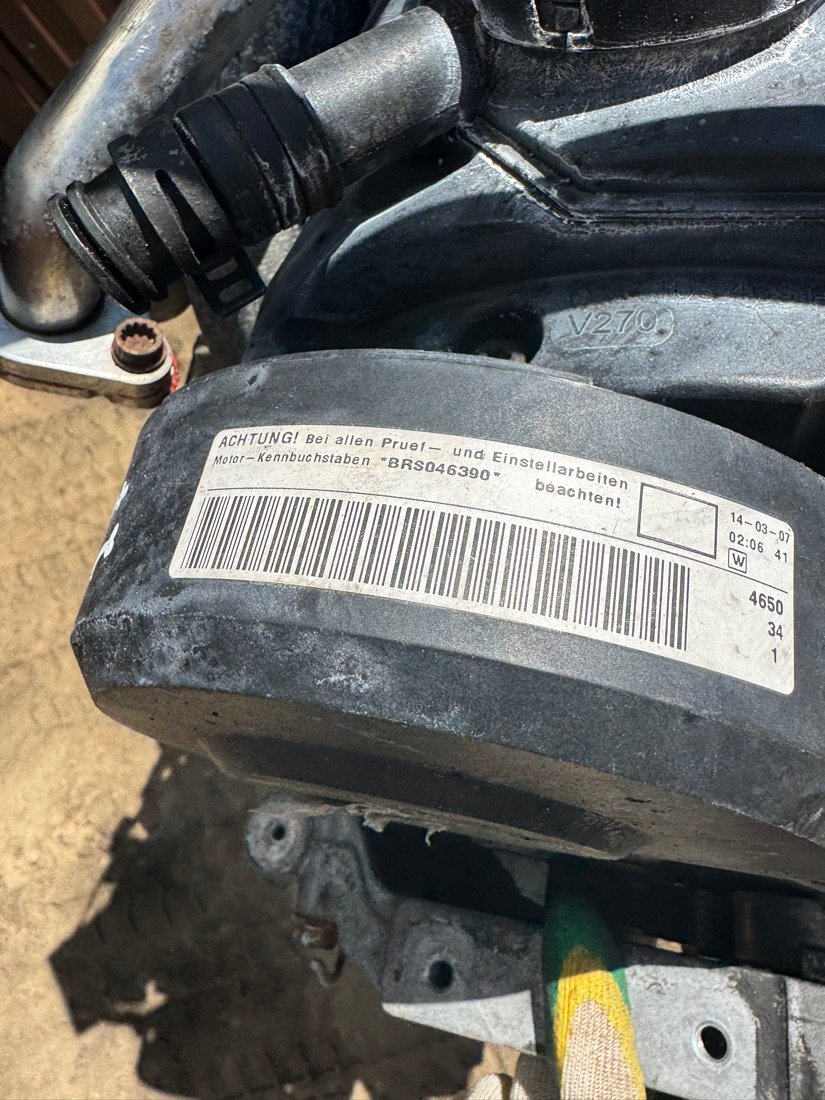 V270
ACHTUNG! Bei allen Pruef— und Einstellarbeiten
Motor—Kennbuchstaben *BRS046390* beachten!
14—03—07
02:06 41
W
4650
34
1